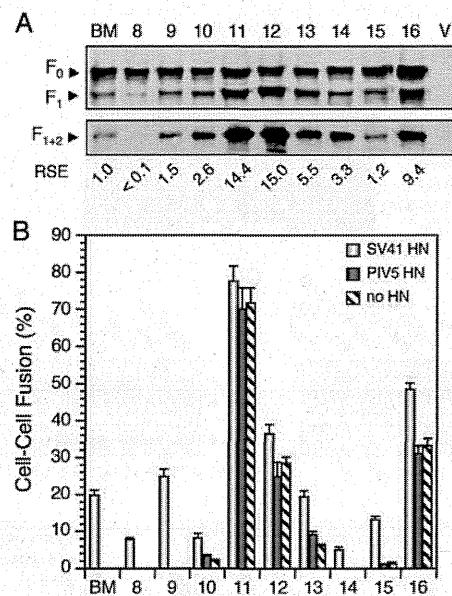 A
BM 8 9 10 11 12 13 14 15 16 V
F0
F1
F1+2
RSE 1.0 <0.1 1.5 2.6 14.4 15.0 5.5 3.3 1.2 9.4
B
90
80
70
60
50
40
30
20
10
0
Cell-Cell Fusion (%)
SV41 HN
PIV5 HN
no HN
BM 8 9 10 11 12 13 14 15 16